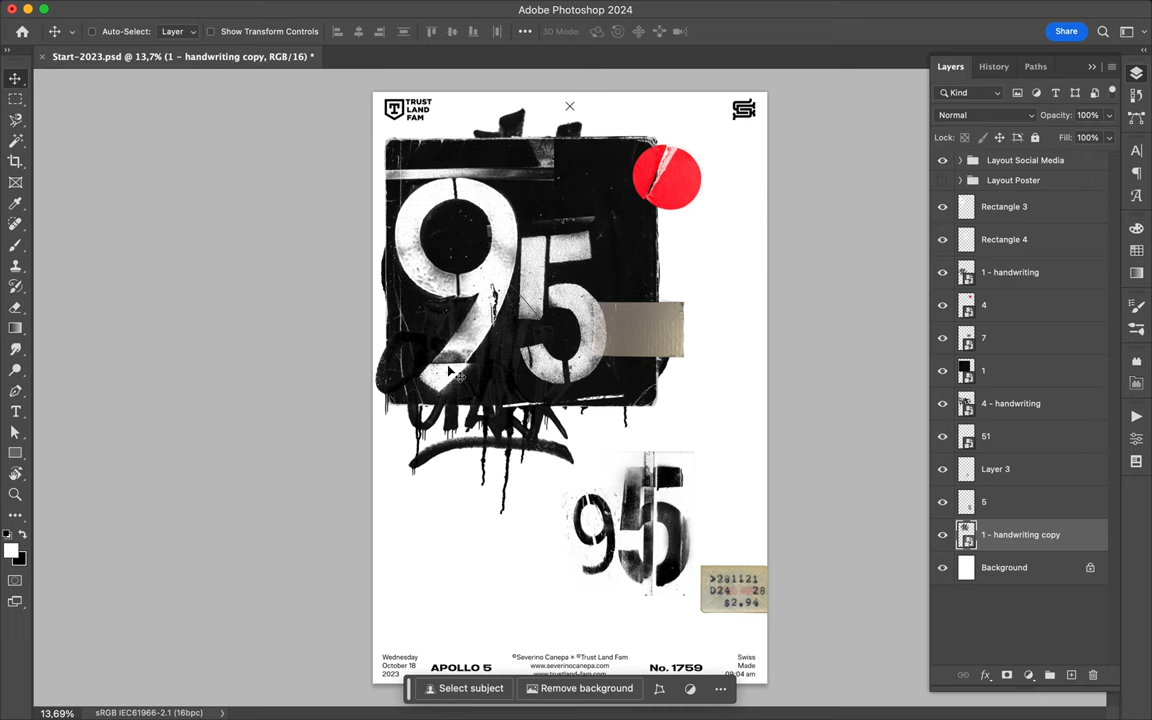 Adobe Photoshop 2024
Auto-Select:
Layer
Show Transform Controls
3D Mode:
Share
Start-2023.psd @ 13,7% (1 - handwriting copy, RGB/16) *
TRUST
LAND
FAM
95
95
>281121
$2.94
Wednesday
October 18
2023
APOLLO 5
©Severino Canepa × ©Trust Land Fam
www.severinocanepa.com
www.trustland-fam.com
No. 1759
Swiss
Made
09:04 am
Select subject
Remove background
13,69%
sRGB IEC61966-2.1 (16bpc)
Layers
History
Paths
Kind
Normal
Opacity: 100%
Lock:
Fill: 100%
Layout Social Media
Layout Poster
Rectangle 3
Rectangle 4
1 - handwriting
4
7
1
4 - handwriting
51
Layer 3
5
1 - handwriting copy
Background